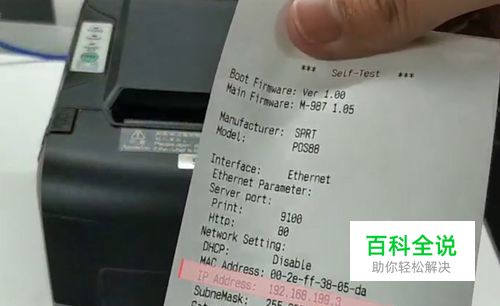 *** Self-Test ***
Boot Firmware: Ver 1.00
Main Firmware: M-987 1.05
Manufacturer: SPRT
Model: POS88
Interface: Ethernet
Ethernet Parameter:
Server port:
Print: 9100
Http: 80
Network Setting:
DHCP: Disable
MAC Address: 00-2e-ff-38-05-da
IP Address: 192.168.199.9
SubneMask:
百科全说
助你轻松解决